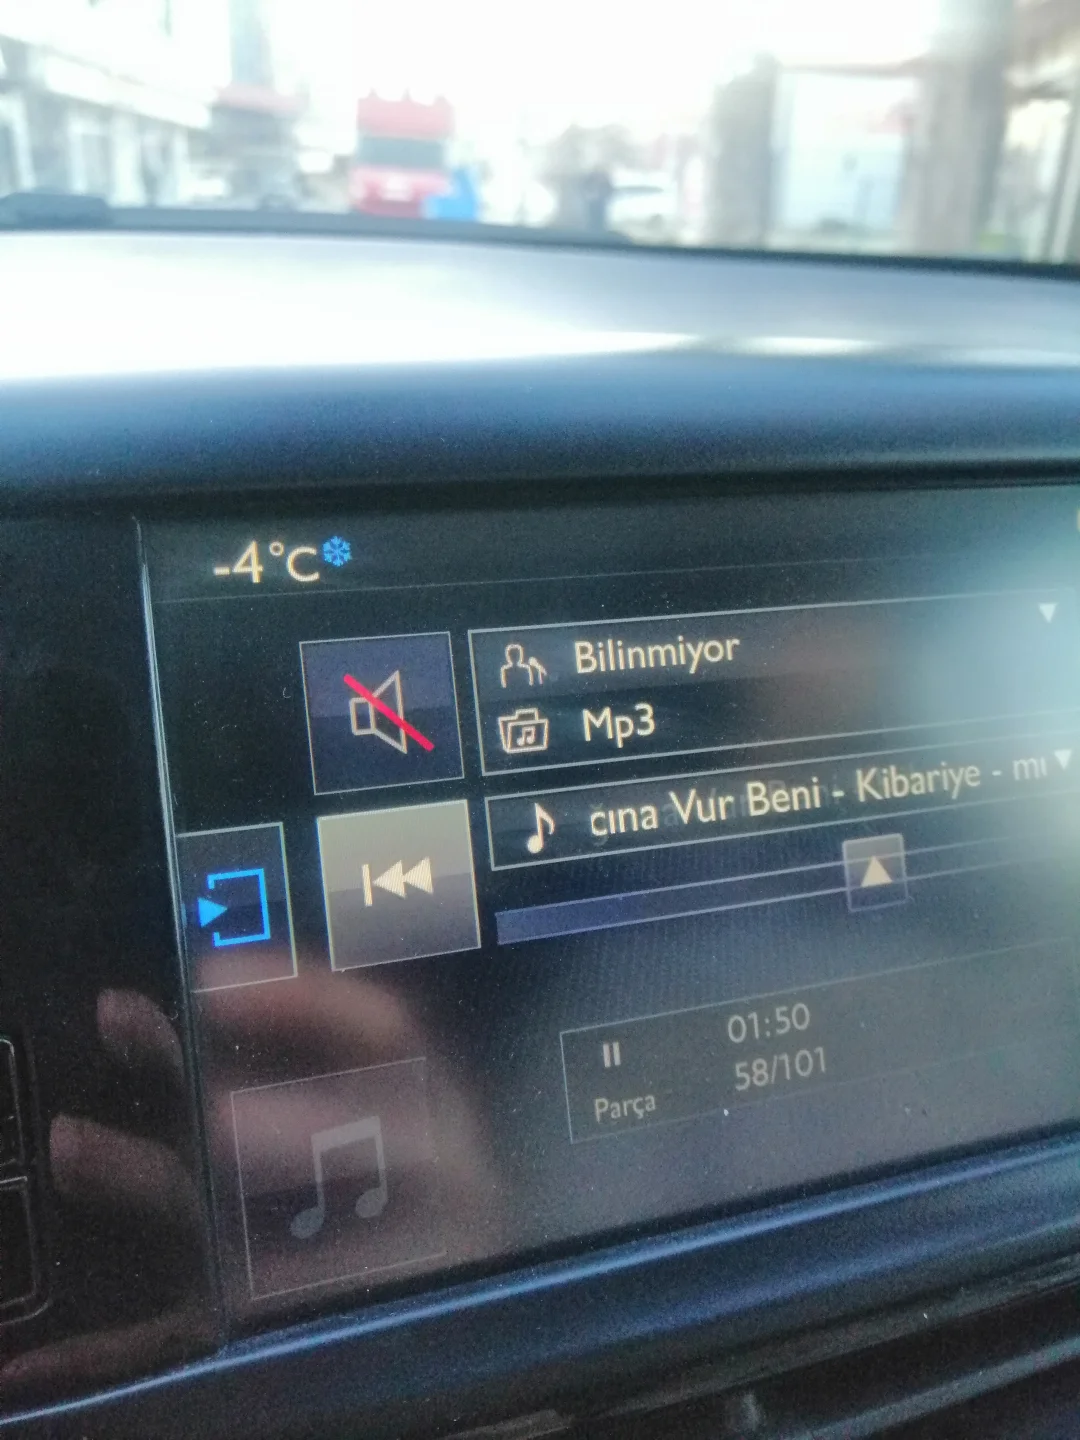 -4°C
Bilinmiyor
Mp3
cına Vur Beni - Kibariye - mı
01:50
58/101
Parça